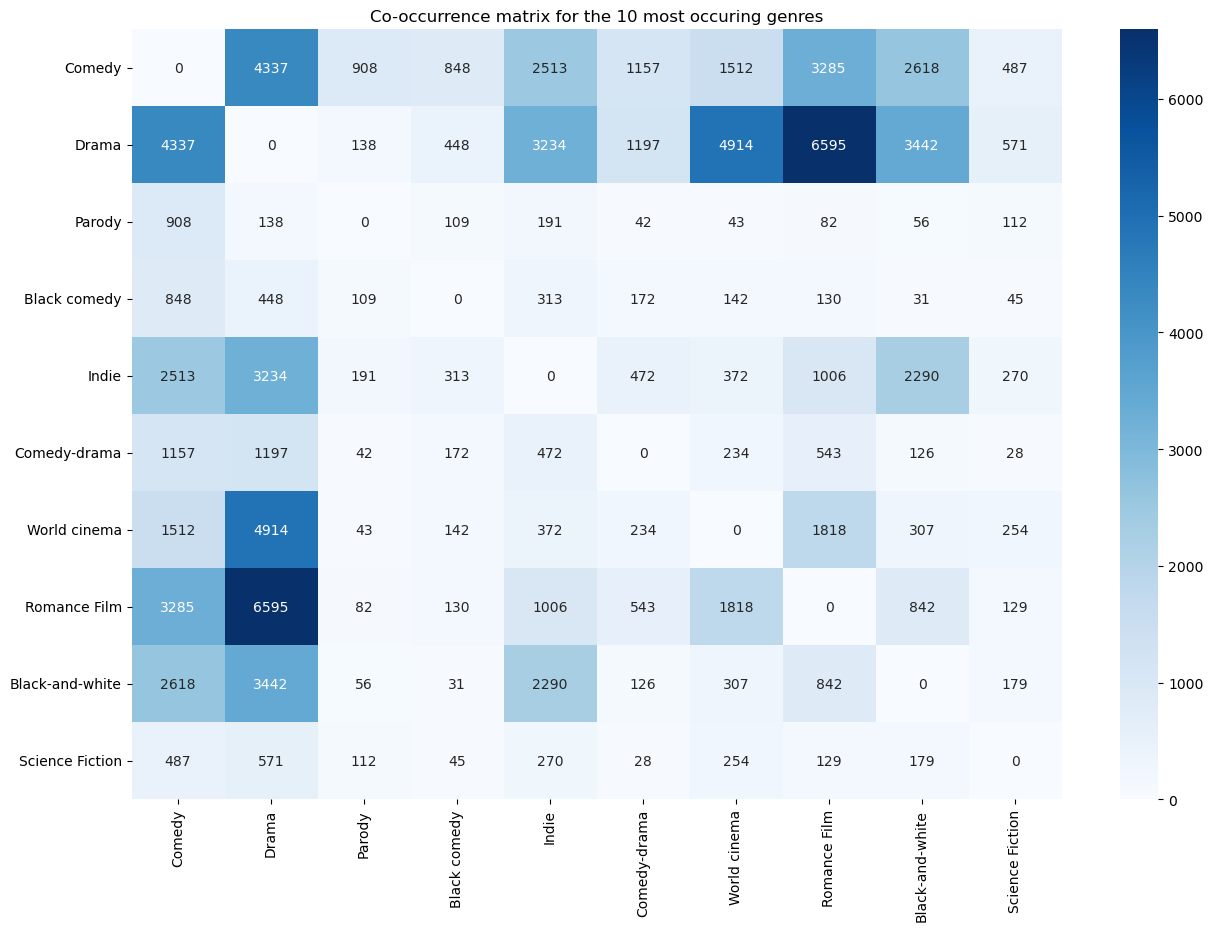 Co-occurrence matrix for the 10 most occuring genres
Comedy 0 4337 908 848 2513 1157 1512 3285 2618 487
Drama 4337 0 138 448 3234 1197 4914 6595 3442 571
Parody 908 138 0 109 191 42 43 82 56 112
Black comedy 848 448 109 0 313 172 142 130 31 45
Indie 2513 3234 191 313 0 472 372 1006 2290 270
Comedy-drama 1157 1197 42 172 472 0 234 543 126 28
World cinema 1512 4914 43 142 372 234 0 1818 307 254
Romance Film 3285 6595 82 130 1006 543 1818 0 842 129
Black-and-white 2618 3442 56 31 2290 126 307 842 0 179
Science Fiction 487 571 112 45 270 28 254 129 179 0
Comedy
Drama
Parody
Black comedy
Indie
Comedy-drama
World cinema
Romance Film
Black-and-white
Science Fiction
6000
5000
4000
3000
2000
1000
0